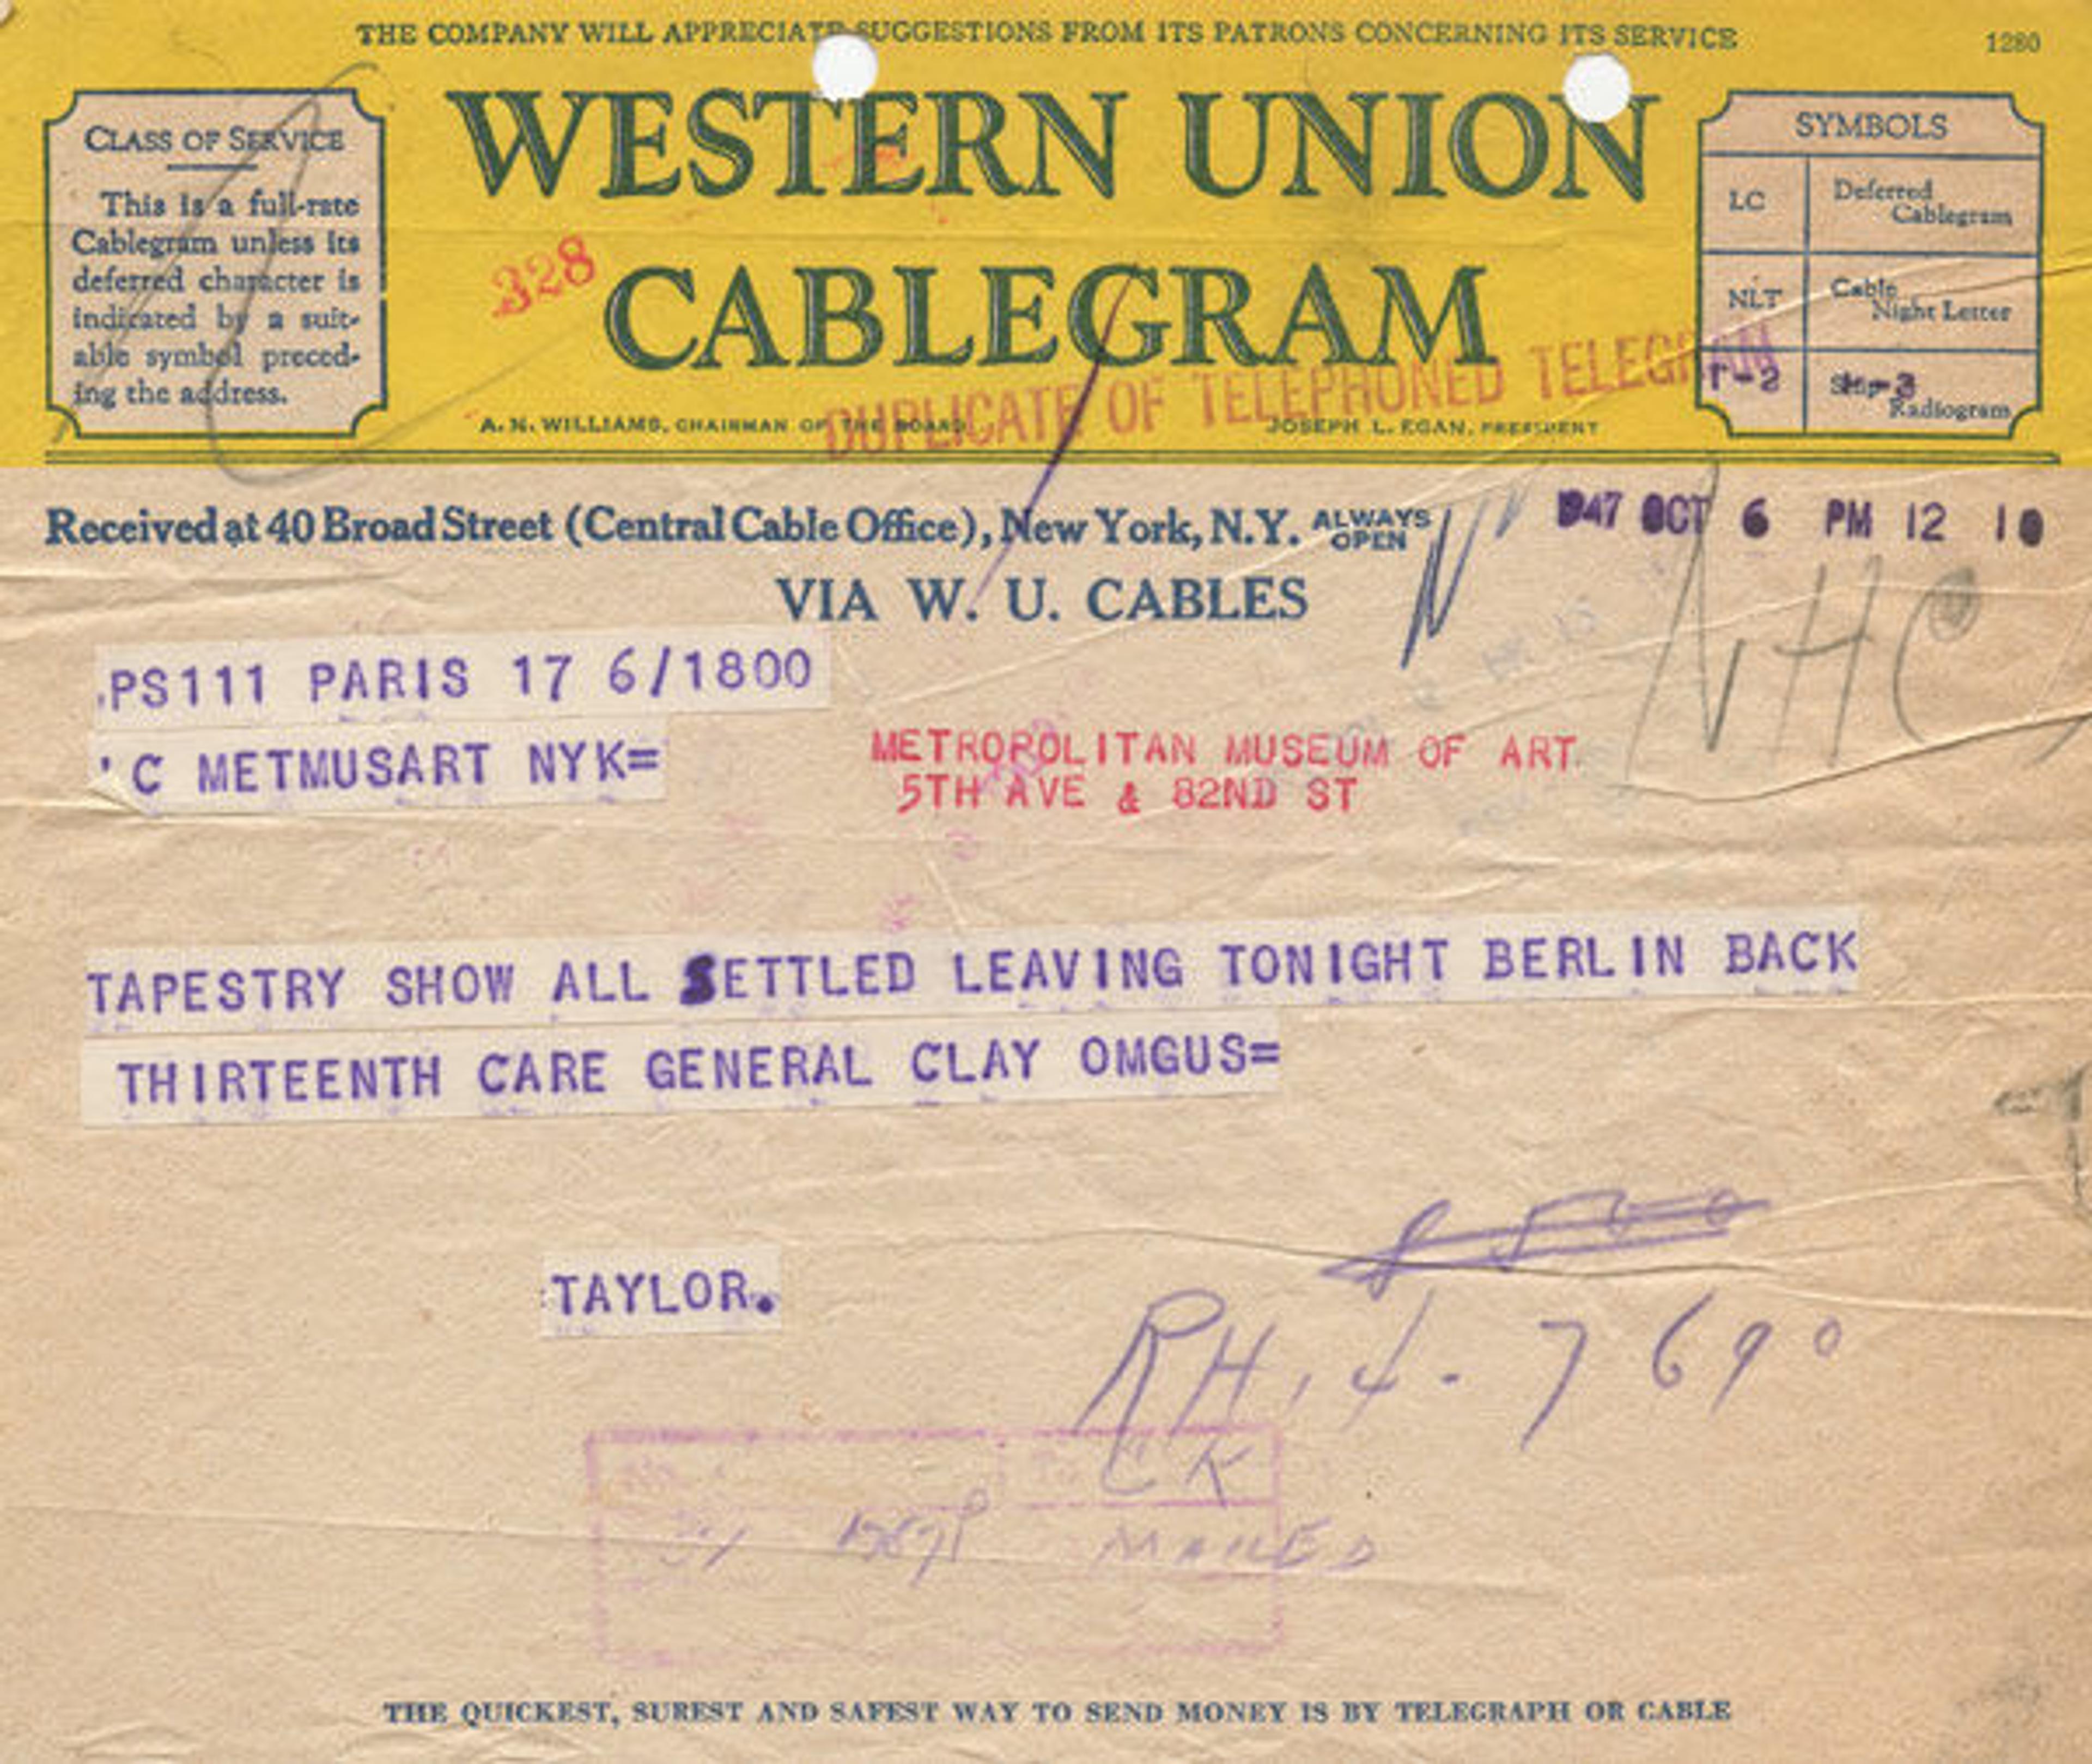 THE COMPANY WILL APPRECIATE SUGGESTIONS FROM ITS PATRONS CONCERNING ITS SERVICE
1280
CLASS OF SERVICE
This is a full-rate
Cablegram unless its
deferred character is
indicated by a suit-
able symbol preced-
ing the address.
WESTERN UNION
328
CABLEGRAM
DUPLICATE OF TELEPHONED TELEGRAM
A. N. WILLIAMS, CHAIRMAN OF THE BOARD
JOSEPH L. EGAN, PRESIDENT
SYMBOLS
LC
Deferred
Cablegram
NLT
Cable
Night Letter
Ship
Radiogram
Received at 40 Broad Street (Central Cable Office), New York, N.Y. ALWAYS
OPEN
1947 OCT 6 PM 12 10
VIA W. U. CABLES
N
NHC
PS111 PARIS 17 6/1800
C METMUSART NYK=
METROPOLITAN MUSEUM OF ART
5TH AVE & 82ND ST
TAPESTRY SHOW ALL SETTLED LEAVING TONIGHT BERLIN BACK
THIRTEENTH CARE GENERAL CLAY OMGUS=
TAYLOR.
RH. 4-7690
CK
MAILED
THE QUICKEST, SUREST AND SAFEST WAY TO SEND MONEY IS BY TELEGRAPH OR CABLE